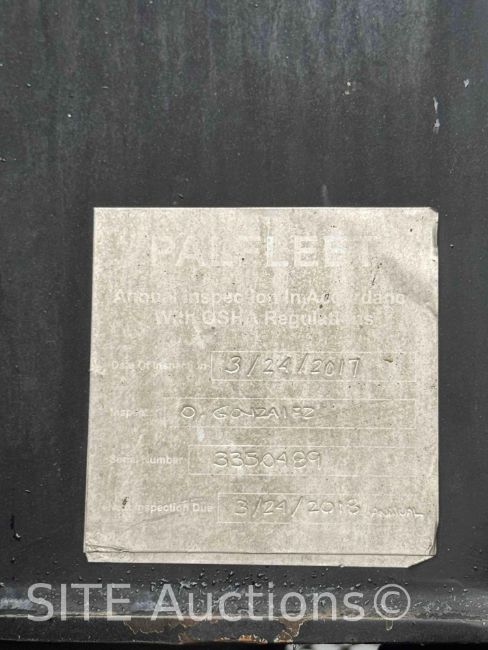 PALFLEET
Annual Inspection In Accordanc
With OSHA Regulations
Date Of Inspection 3/24/2017
Inspector O. GONZALEZ
Serial Number 3350489
Next Inspection Due 3/24/2018 ANNUAL
SITE Auctions©